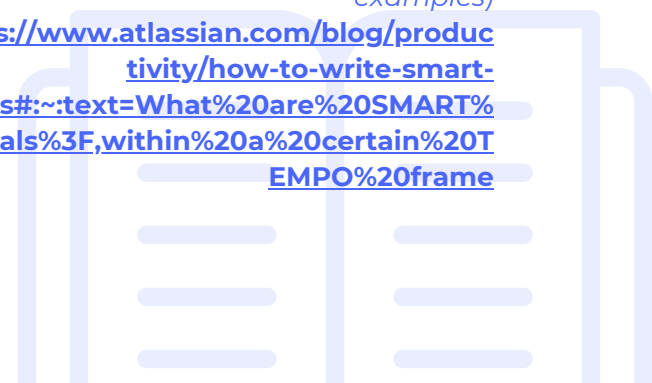 examples)
s://www.atlassian.com/blog/produc
tivity/how-to-write-smart-
s#:~:text=What%20are%20SMART%
als%3F,within%20a%20certain%20T
EMPO%20frame